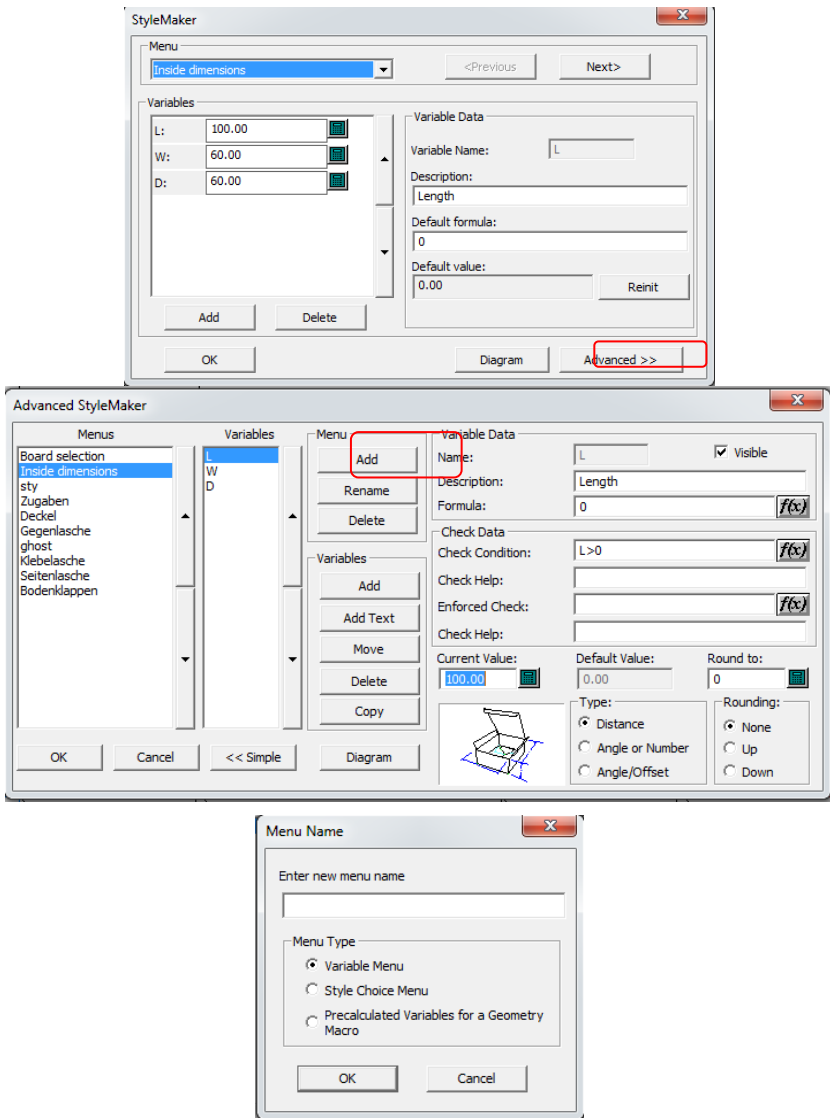 StyleMaker
Menu
Inside dimensions
<Previous
Next>
Variables
L: 100.00
W: 60.00
D: 60.00
Add
Delete
Variable Data
Variable Name: L
Description:
Length
Default formula:
0
Default value:
0.00
Reinit
OK
Diagram
Advanced >>
Advanced StyleMaker
Menus
Board selection
Inside dimensions
sty
Zugaben
Deckel
Gegenlasche
ghost
Klebelasche
Seitenlasche
Bodenklappen
Variables
L
W
D
Menu
Add
Rename
Delete
Variables
Add
Add Text
Move
Delete
Copy
Variable Data
Name: L
Visible
Description: Length
Formula: 0 f(x)
Check Data
Check Condition: L>0 f(x)
Check Help:
Enforced Check: f(x)
Check Help:
Current Value: Default Value: Round to:
100.00 0.00 0
Type:
Distance
Angle or Number
Angle/Offset
Rounding:
None
Up
Down
OK
Cancel
<< Simple
Diagram
Menu Name
Enter new menu name
Menu Type
Variable Menu
Style Choice Menu
Precalculated Variables for a Geometry
Macro
OK
Cancel